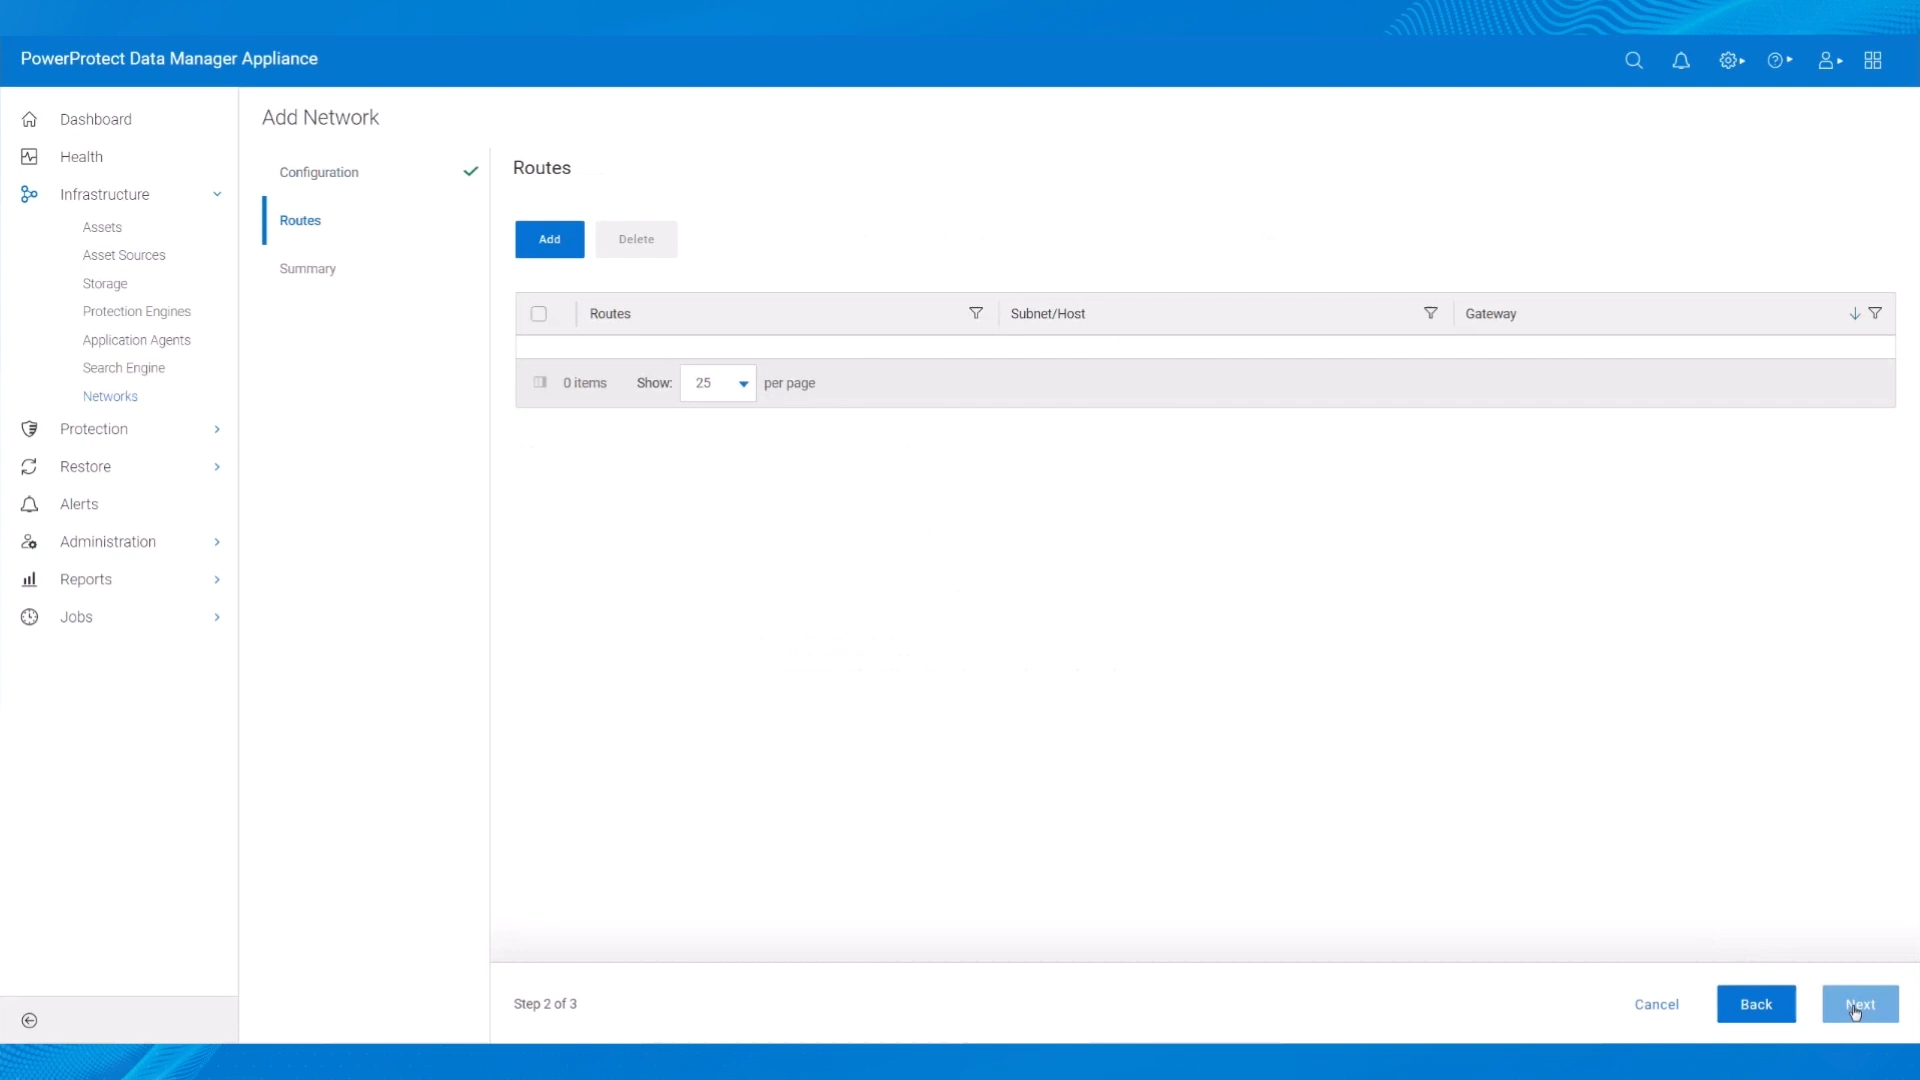 PowerProtect Data Manager Appliance
Dashboard
Health
Infrastructure
Assets
Asset Sources
Storage
Protection Engines
Application Agents
Search Engine
Networks
Protection
Restore
Alerts
Administration
Reports
Jobs
Add Network
Configuration
Routes
Summary
Routes
Add Delete
Routes Subnet/Host Gateway
0 items Show: 25 per page
Step 2 of 3
Cancel Back Next